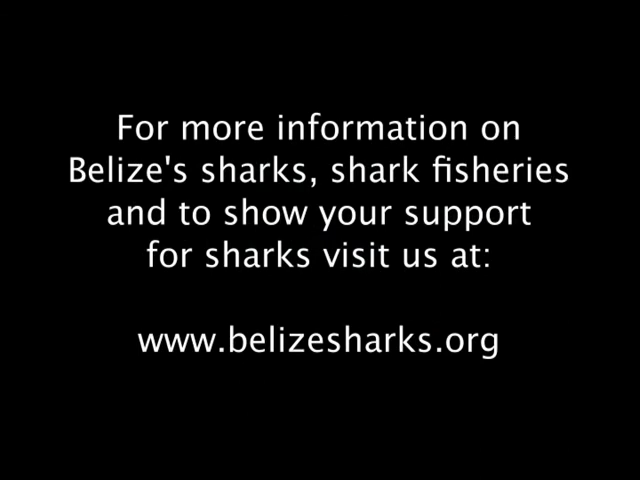 For more information on
Belize's sharks, shark fisheries
and to show your support
for sharks visit us at:
www.belizesharks.org